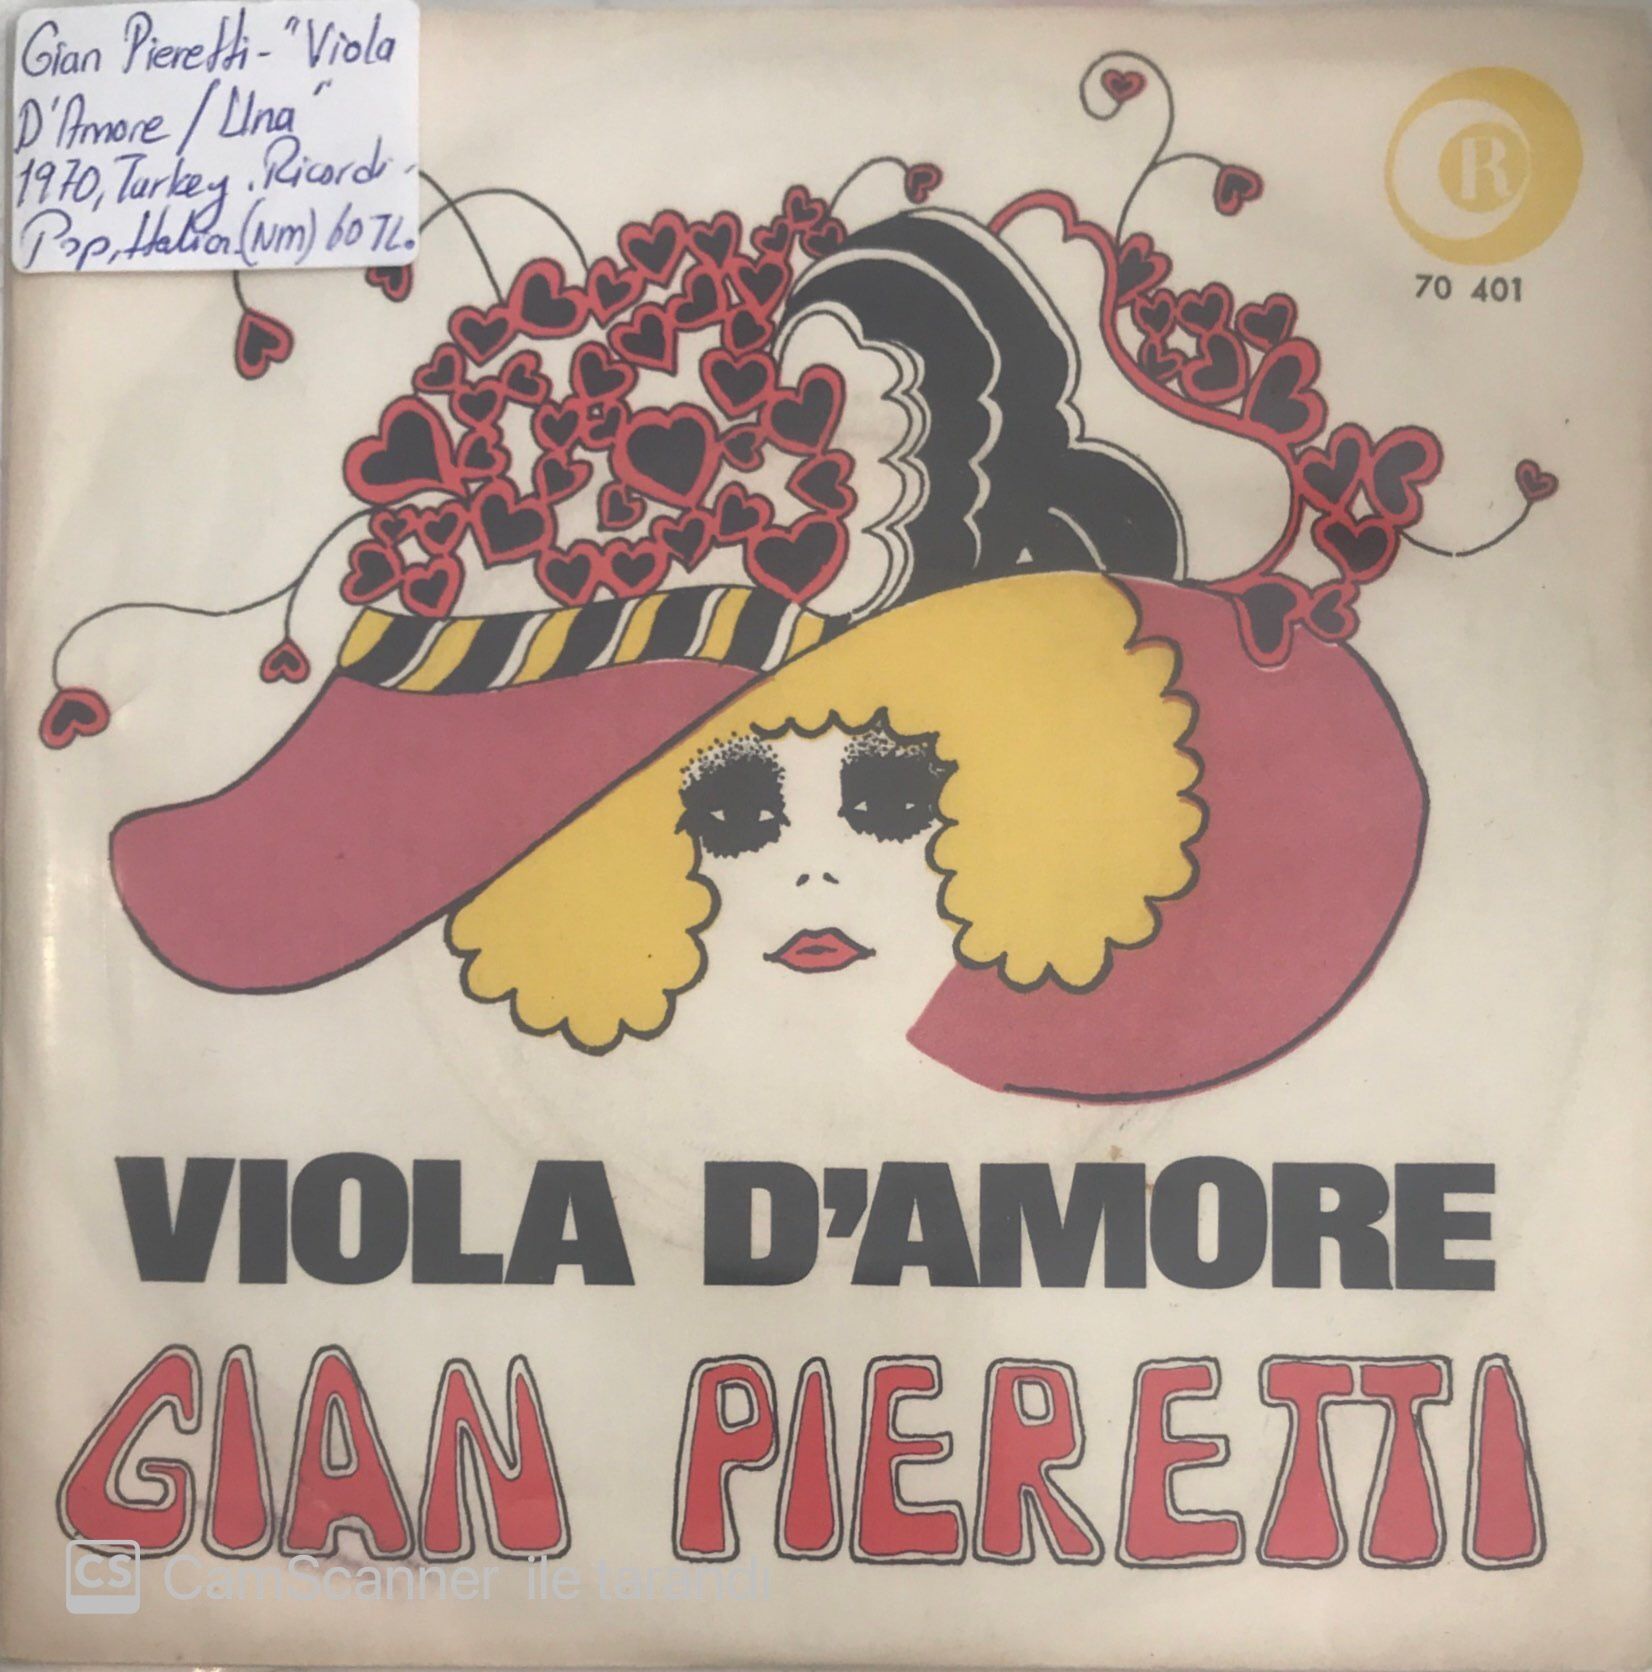 Gian Pieretti - "Viola
D'Amore / Una"
1970, Turkey. Ricordi -
Pop, Italian (NM) 60 TL.
R
70 401
VIOLA D'AMORE
GIAN PIERETTI
CS CamScanner ile tarandı